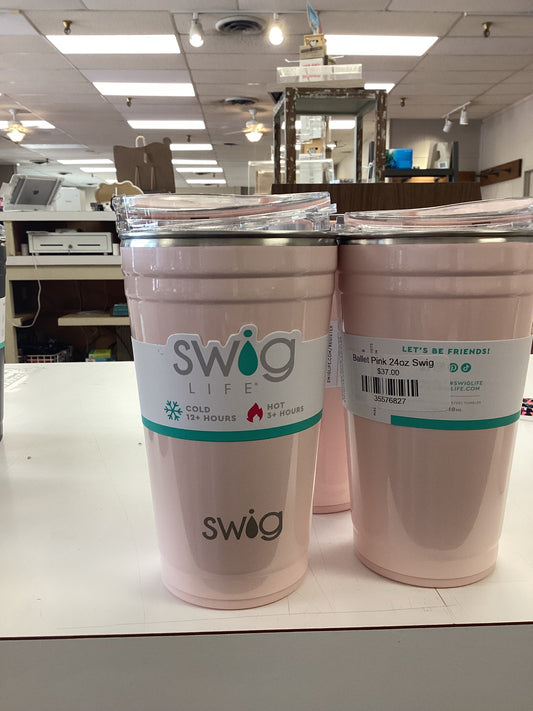 swig
LIFE®
COLD
12+ HOURS
HOT
3+ HOURS
swig
LET'S BE FRIENDS!
Ballet Pink 24oz Swig
$37.00
35576827
#SWIGLIFE
LIFE.COM